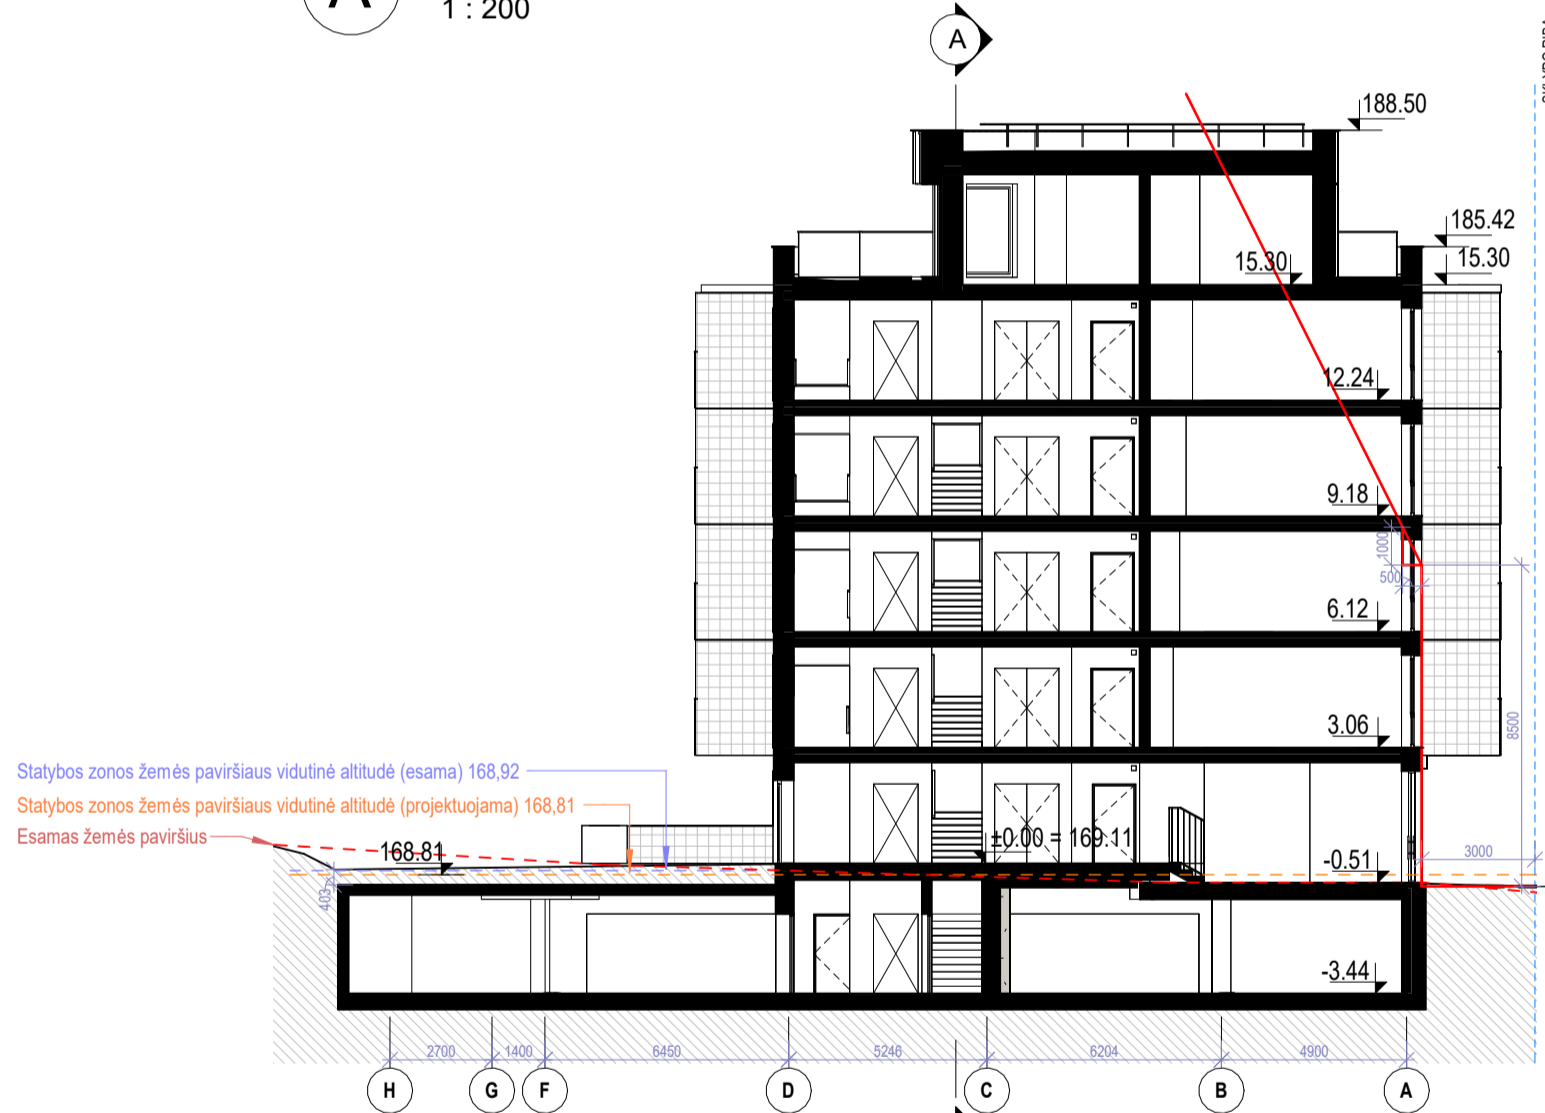 A
1 : 200
A
188.50
185.42
15.30
15.30
12.24
9.18
1000
500
6.12
3.06
8500
Statybos zonos žemės paviršiaus vidutinė altitudė (esama) 168,92
Statybos zonos žemės paviršiaus vidutinė altitudė (projektuojama) 168,81
Esamas žemės paviršius
168.81
±0.00 = 169.11
-0.51
3000
403
-3.44
2700
1400
6450
5246
6204
4900
H
G
F
D
C
B
A